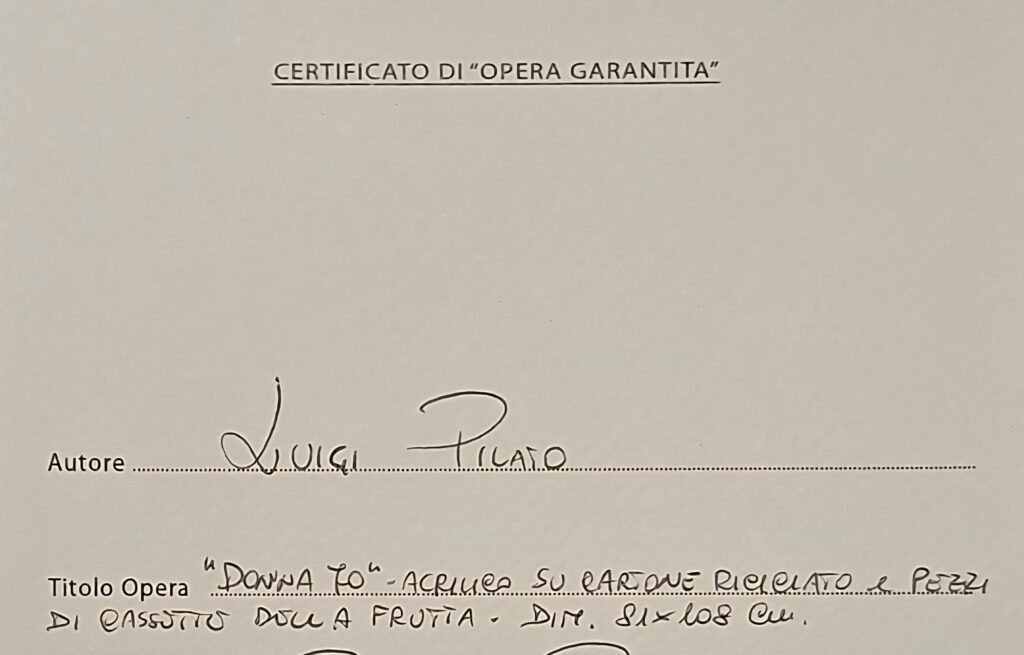 CERTIFICATO DI “OPERA GARANTITA”
Autore LUIGI PILATO
Titolo Opera "DONNA 70" - ACRILICO SU CARTONE RICICLATO e PEZZI
DI CASSETTO DELLA FRUTTA - DIM. 81x108 Cm.